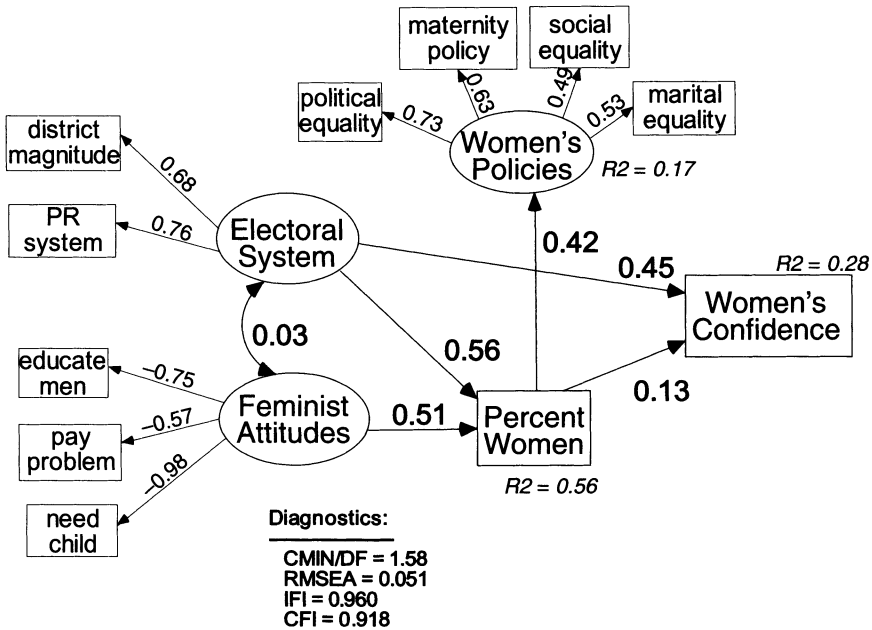 maternity
policy
social
equality
political
equality
marital
equality
0.73
0.63
0.49
0.53
Women's
Policies
R2 = 0.17
district
magnitude
0.68
PR
system
0.76
Electoral
System
0.42
0.45
R2 = 0.28
Women's
Confidence
0.03
0.56
0.13
educate
men
−0.75
pay
problem
−0.57
need
child
−0.98
Feminist
Attitudes
0.51
Percent
Women
R2 = 0.56
Diagnostics:
CMIN/DF = 1.58
RMSEA = 0.051
IFI = 0.960
CFI = 0.918